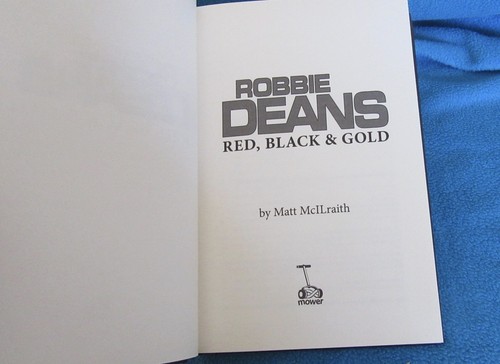 ROBBIE
DEANS
RED, BLACK & GOLD
by Matt McILraith
mower